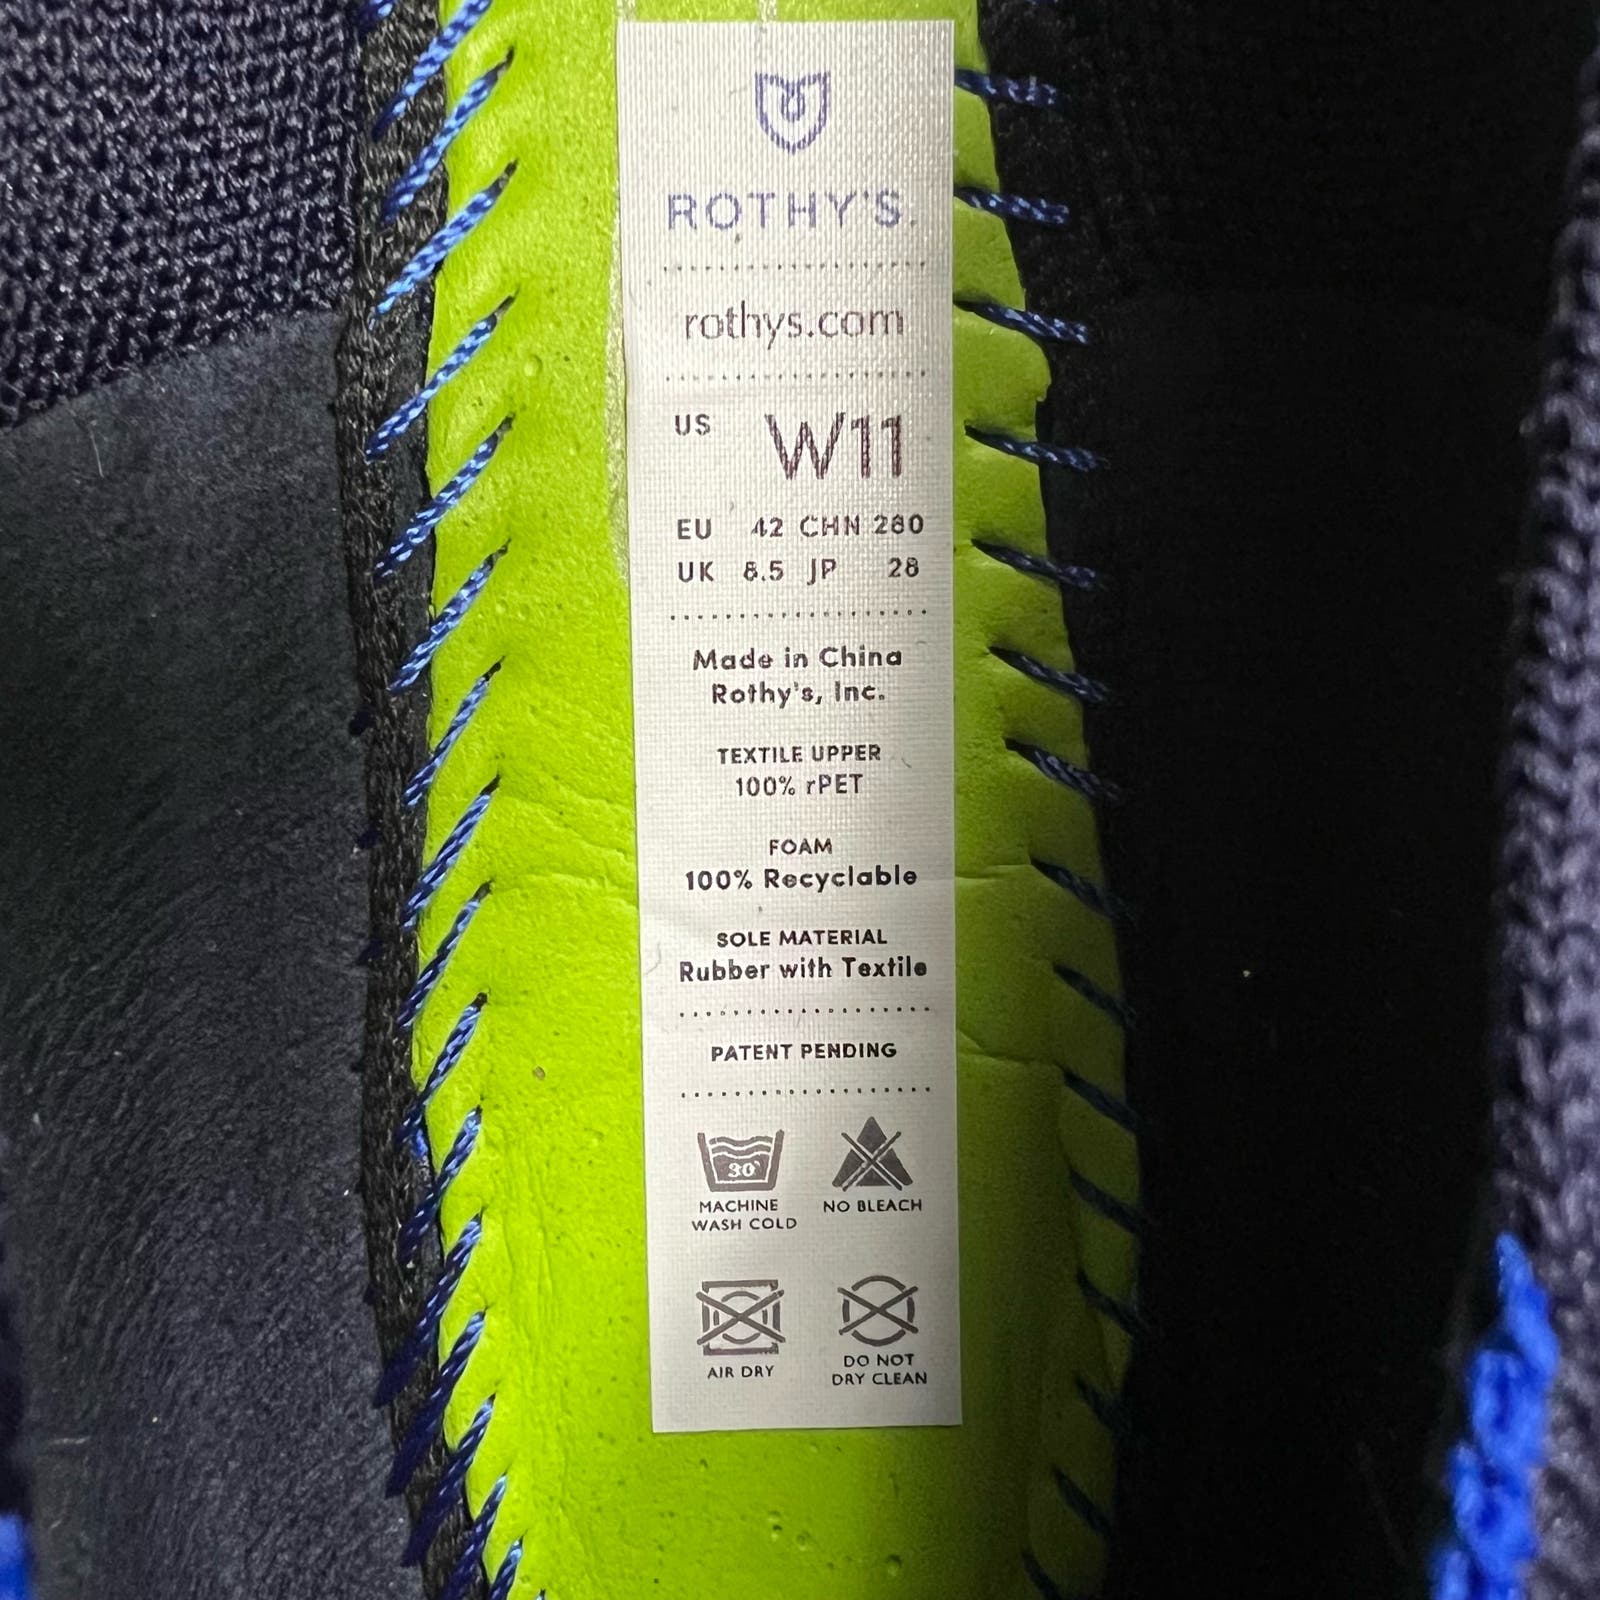 ROTHY'S.
rothys.com
US W11
EU 42 CHN 280
UK 8.5 JP 28
Made in China
Rothy's, Inc.
TEXTILE UPPER
100% rPET
FOAM
100% Recyclable
SOLE MATERIAL
Rubber with Textile
PATENT PENDING
30°
MACHINE
WASH COLD
NO BLEACH
AIR DRY
DO NOT
DRY CLEAN